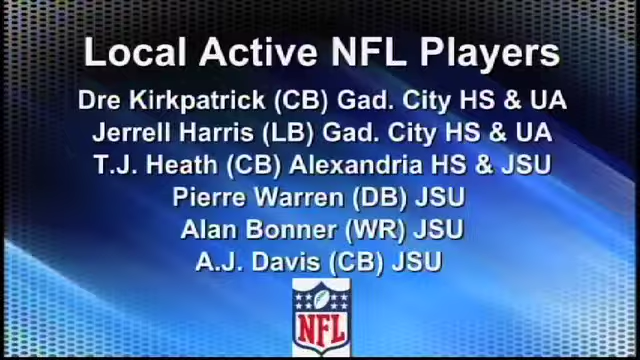 Local Active NFL Players
Dre Kirkpatrick (CB) Gad. City HS & UA
Jerrell Harris (LB) Gad. City HS & UA
T.J. Heath (CB) Alexandria HS & JSU
Pierre Warren (DB) JSU
Alan Bonner (WR) JSU
A.J. Davis (CB) JSU
NFL